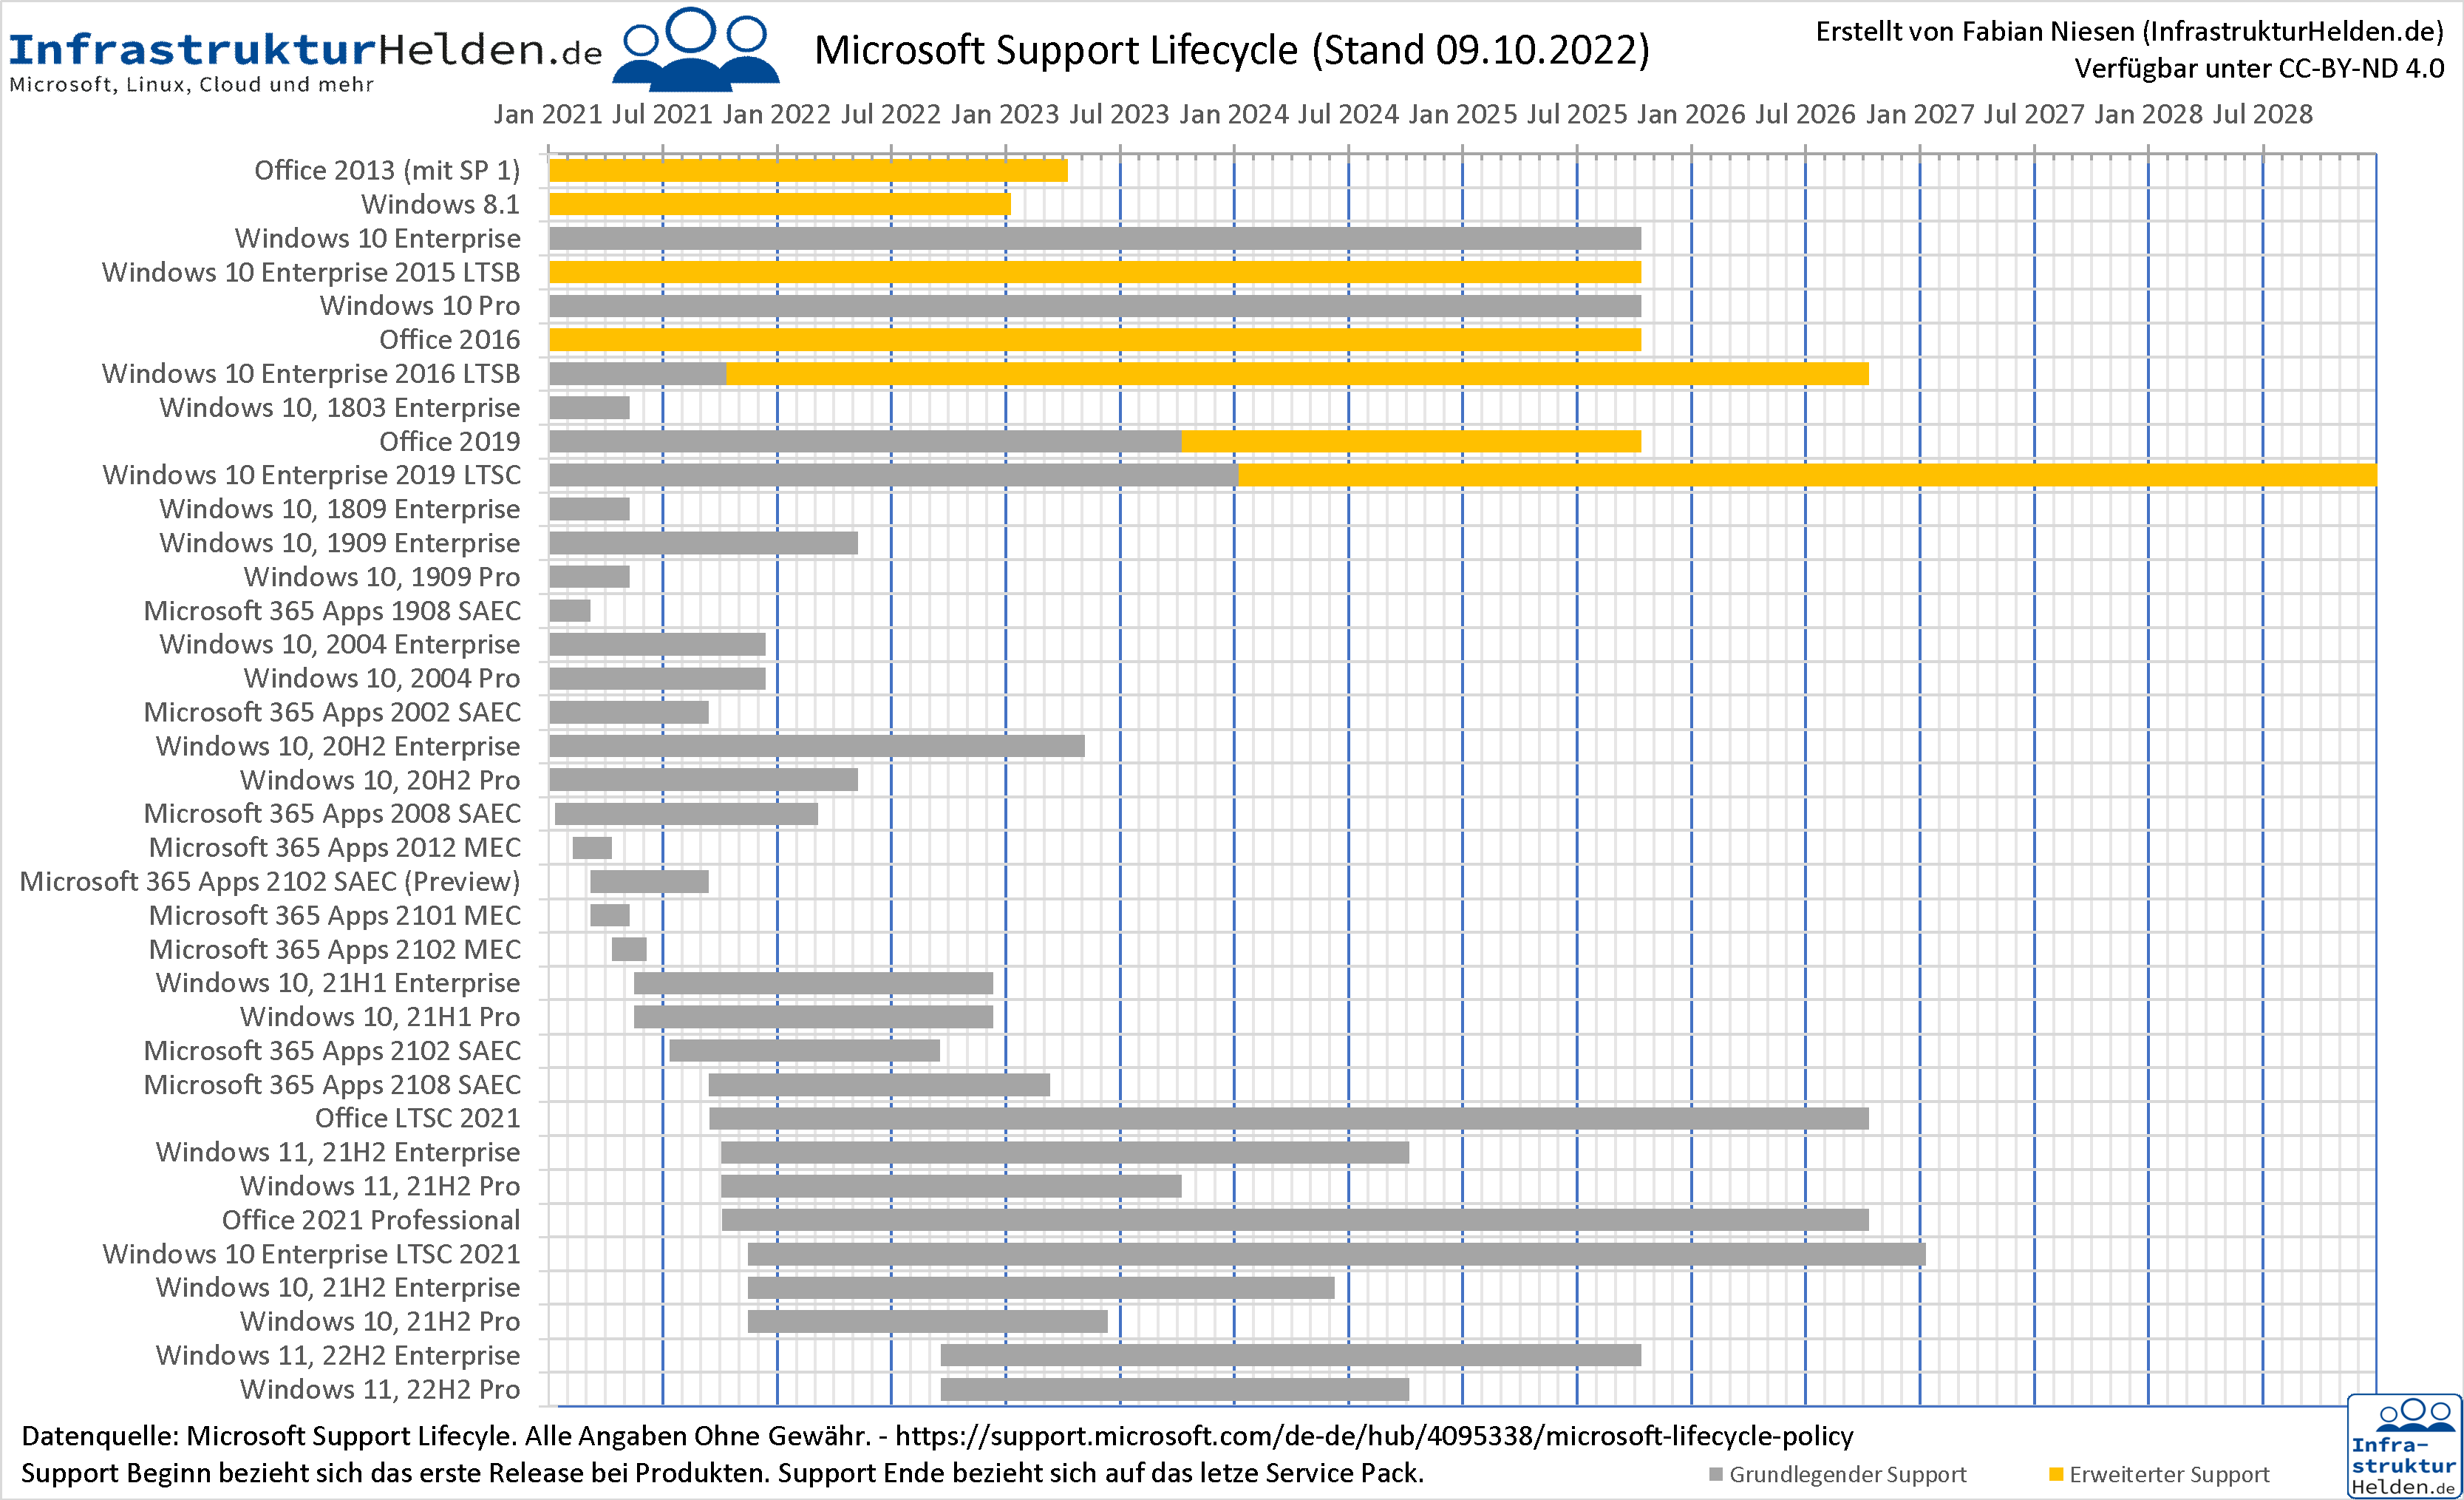 InfrastrukturHelden.de
Microsoft, Linux, Cloud und mehr
Microsoft Support Lifecycle (Stand 09.10.2022)
Erstellt von Fabian Niesen (InfrastrukturHelden.de)
Verfügbar unter CC-BY-ND 4.0
Jan 2021 Jul 2021 Jan 2022 Jul 2022 Jan 2023 Jul 2023 Jan 2024 Jul 2024 Jan 2025 Jul 2025 Jan 2026 Jul 2026 Jan 2027 Jul 2027 Jan 2028 Jul 2028
Office 2013 (mit SP 1)
Windows 8.1
Windows 10 Enterprise
Windows 10 Enterprise 2015 LTSB
Windows 10 Pro
Office 2016
Windows 10 Enterprise 2016 LTSB
Windows 10, 1803 Enterprise
Office 2019
Windows 10 Enterprise 2019 LTSC
Windows 10, 1809 Enterprise
Windows 10, 1909 Enterprise
Windows 10, 1909 Pro
Microsoft 365 Apps 1908 SAEC
Windows 10, 2004 Enterprise
Windows 10, 2004 Pro
Microsoft 365 Apps 2002 SAEC
Windows 10, 20H2 Enterprise
Windows 10, 20H2 Pro
Microsoft 365 Apps 2008 SAEC
Microsoft 365 Apps 2012 MEC
Microsoft 365 Apps 2102 SAEC (Preview)
Microsoft 365 Apps 2101 MEC
Microsoft 365 Apps 2102 MEC
Windows 10, 21H1 Enterprise
Windows 10, 21H1 Pro
Microsoft 365 Apps 2102 SAEC
Microsoft 365 Apps 2108 SAEC
Office LTSC 2021
Windows 11, 21H2 Enterprise
Windows 11, 21H2 Pro
Office 2021 Professional
Windows 10 Enterprise LTSC 2021
Windows 10, 21H2 Enterprise
Windows 10, 21H2 Pro
Windows 11, 22H2 Enterprise
Windows 11, 22H2 Pro
Datenquelle: Microsoft Support Lifecyle. Alle Angaben Ohne Gewähr. - https://support.microsoft.com/de-de/hub/4095338/microsoft-lifecycle-policy
Support Beginn bezieht sich das erste Release bei Produkten. Support Ende bezieht sich auf das letze Service Pack.
Grundlegender Support
Erweiterter Support
Infra-
struktur
Helden.de